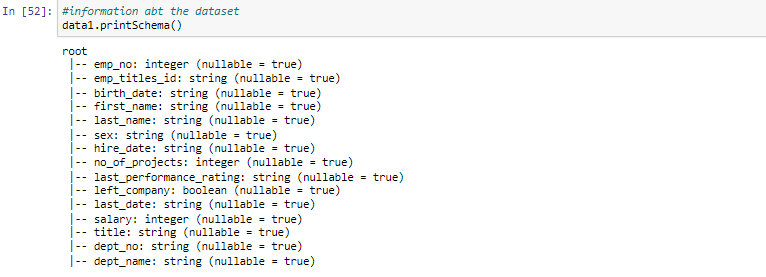 In [52]: #information abt the dataset
data1.printSchema()
root
|-- emp_no: integer (nullable = true)
|-- emp_titles_id: string (nullable = true)
|-- birth_date: string (nullable = true)
|-- first_name: string (nullable = true)
|-- last_name: string (nullable = true)
|-- sex: string (nullable = true)
|-- hire_date: string (nullable = true)
|-- no_of_projects: integer (nullable = true)
|-- last_performance_rating: string (nullable = true)
|-- left_company: boolean (nullable = true)
|-- last_date: string (nullable = true)
|-- salary: integer (nullable = true)
|-- title: string (nullable = true)
|-- dept_no: string (nullable = true)
|-- dept_name: string (nullable = true)